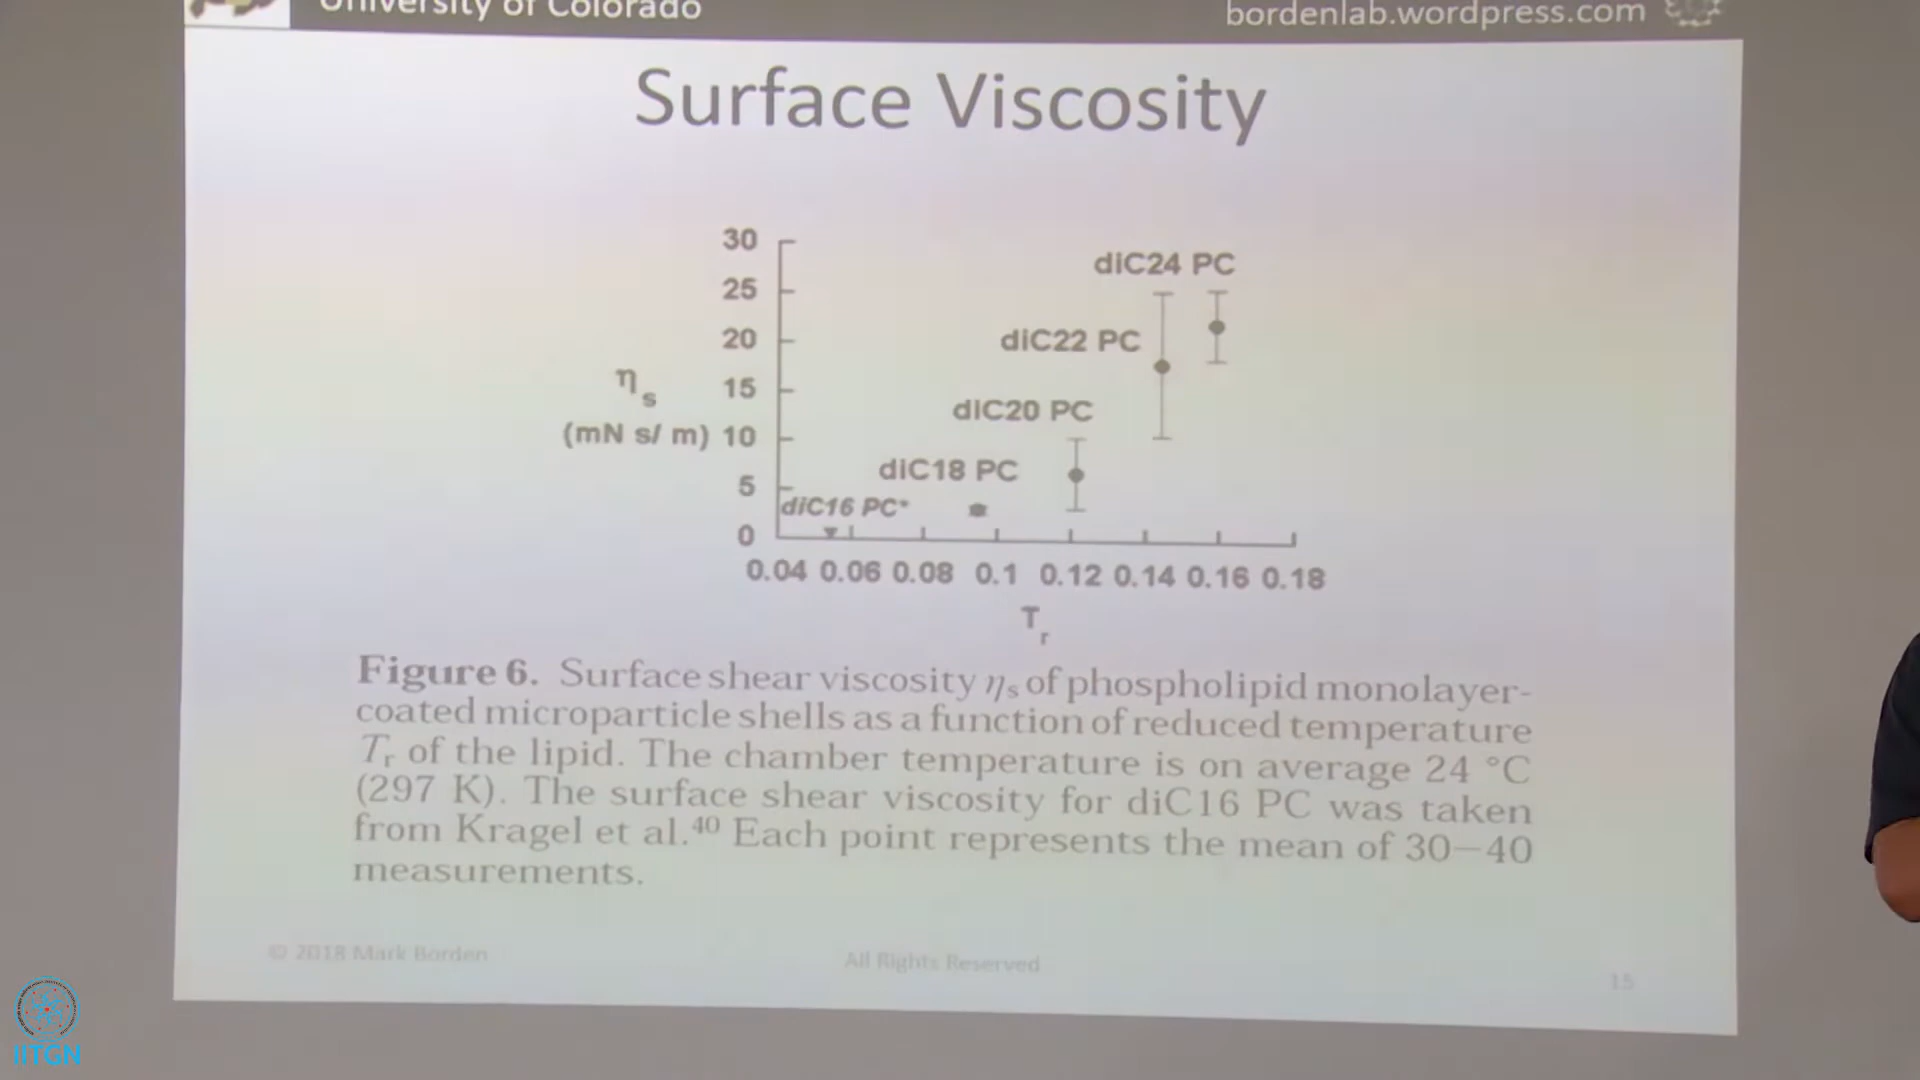 University of Colorado
bordenlab.wordpress.com
Surface Viscosity
30
25
20
15
10
5
0
ηs
(mN s/ m)
diC24 PC
diC22 PC
diC20 PC
diC18 PC
diC16 PC*
0.04 0.06 0.08 0.1 0.12 0.14 0.16 0.18
Tr
Figure 6. Surface shear viscosity ηs of phospholipid monolayer-
coated microparticle shells as a function of reduced temperature
Tr of the lipid. The chamber temperature is on average 24 °C
(297 K). The surface shear viscosity for diC16 PC was taken
from Kragel et al.40 Each point represents the mean of 30–40
measurements.
© 2018 Mark Borden
All Rights Reserved
15
IITGN